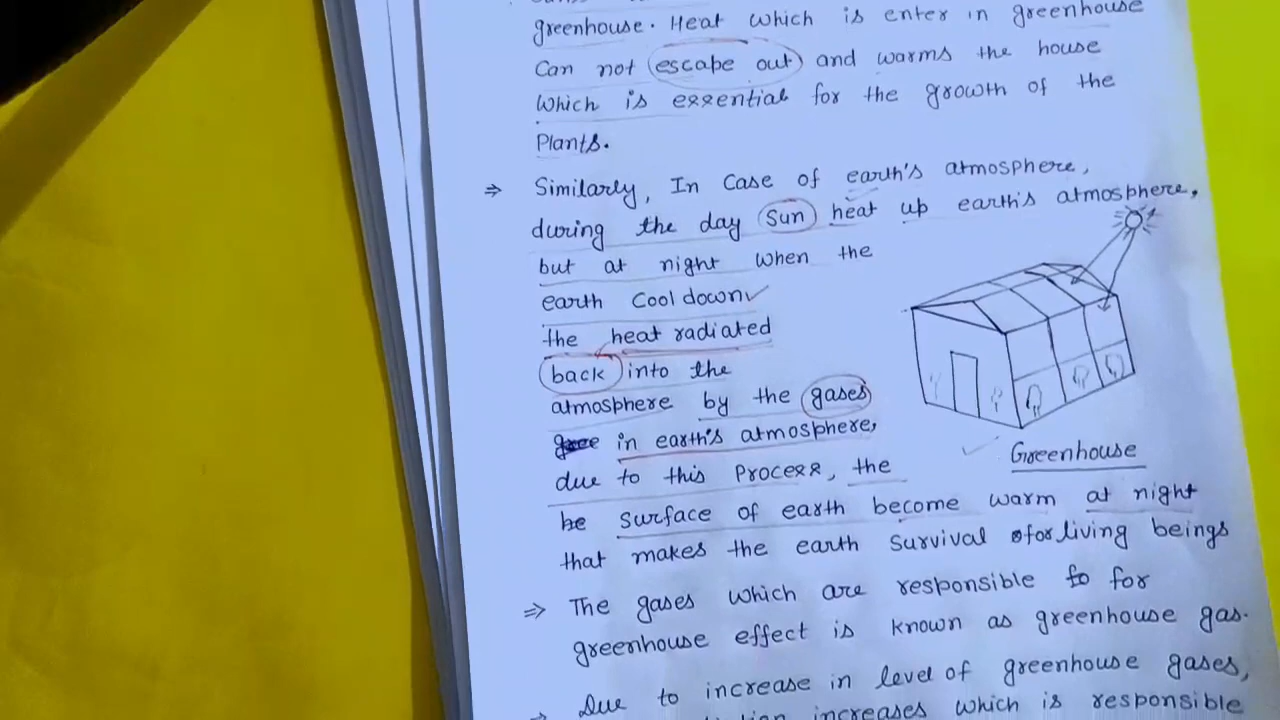 greenhouse. Heat which is enter in greenhouse
Can not escape out and warms the house
which is essential for the growth of the
Plants.
⇒ Similarly, In Case of earth's atmosphere,
during the day Sun heat up earth's atmosphere,
but at night when the
earth Cool down
the heat radiated
back into the
atmosphere by the gases
in earth's atmosphere,
due to this Process, the
be surface of earth become warm at night
that makes the earth survival for living beings
Greenhouse
⇒ The gases which are responsible to for
greenhouse effect is known as greenhouse gas.
⇒ Due to increase in level of greenhouse gases,
increases which is responsible